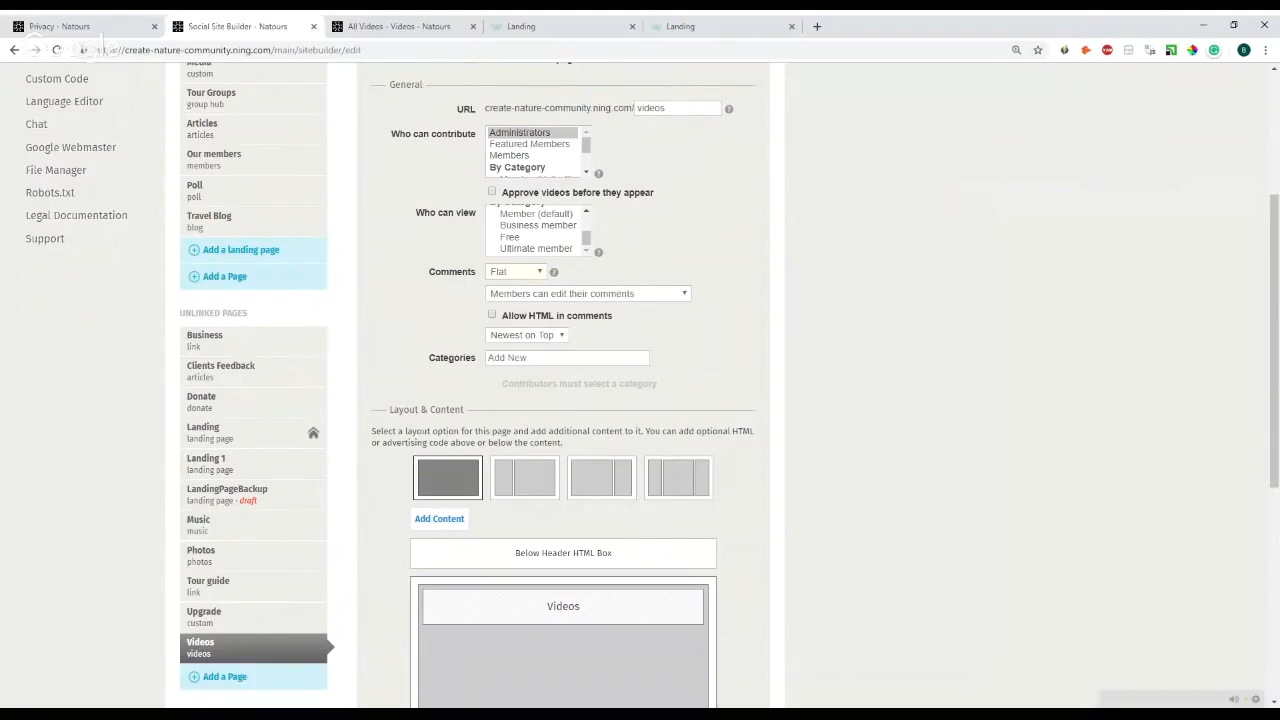 Privacy - Natours
Social Site Builder - Natours
All Videos - Videos - Natours
Landing
Landing
create-nature-community.ning.com/main/sitebuilder/edit
B
Custom Code
Language Editor
Chat
Google Webmaster
File Manager
Robots.txt
Legal Documentation
Support
Media
custom
Tour Groups
group hub
Articles
articles
Our members
members
Poll
poll
Travel Blog
blog
Add a landing page
Add a Page
UNLINKED PAGES
Business
link
Clients Feedback
articles
Donate
donate
Landing
landing page
Landing 1
landing page
LandingPageBackup
landing page - draft
Music
music
Photos
photos
Tour guide
link
Upgrade
custom
Videos
videos
Add a Page
General
URL create-nature-community.ning.com/ videos
Who can contribute
Administrators
Featured Members
Members
By Category
Approve videos before they appear
Who can view
By Category
Member (default)
Business member
Free
Ultimate member
Comments Flat
Members can edit their comments
Allow HTML in comments
Newest on Top
Categories Add New
Contributors must select a category
Layout & Content
Select a layout option for this page and add additional content to it. You can add optional HTML
or advertising code above or below the content.
Add Content
Below Header HTML Box
Videos